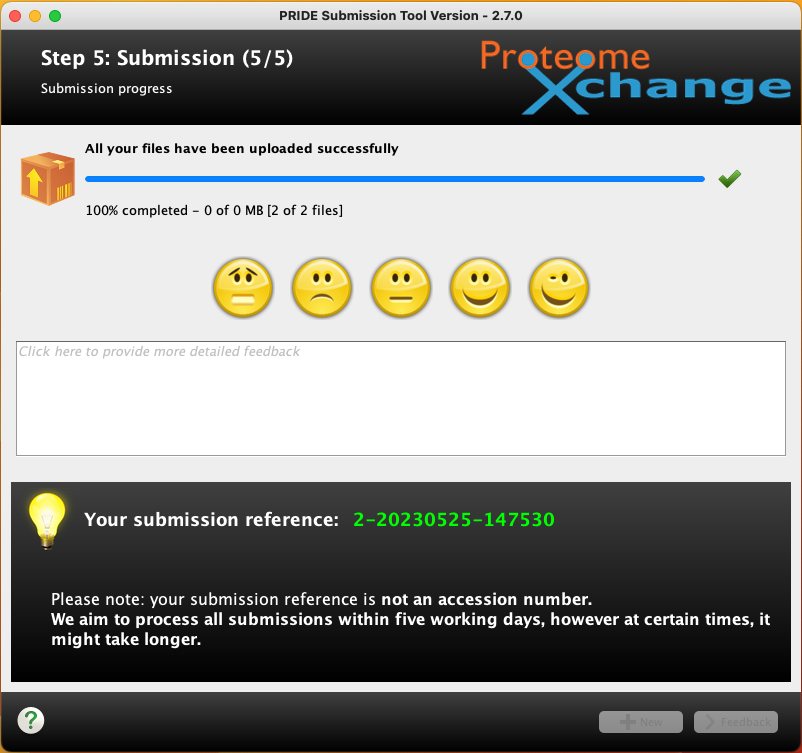 PRIDE Submission Tool Version - 2.7.0
Step 5: Submission (5/5)
Submission progress
Proteome
Xchange
All your files have been uploaded successfully
100% completed - 0 of 0 MB [2 of 2 files]
Click here to provide more detailed feedback
Your submission reference: 2-20230525-147530
Please note: your submission reference is not an accession number.
We aim to process all submissions within five working days, however at certain times, it
might take longer.
?
New
Feedback